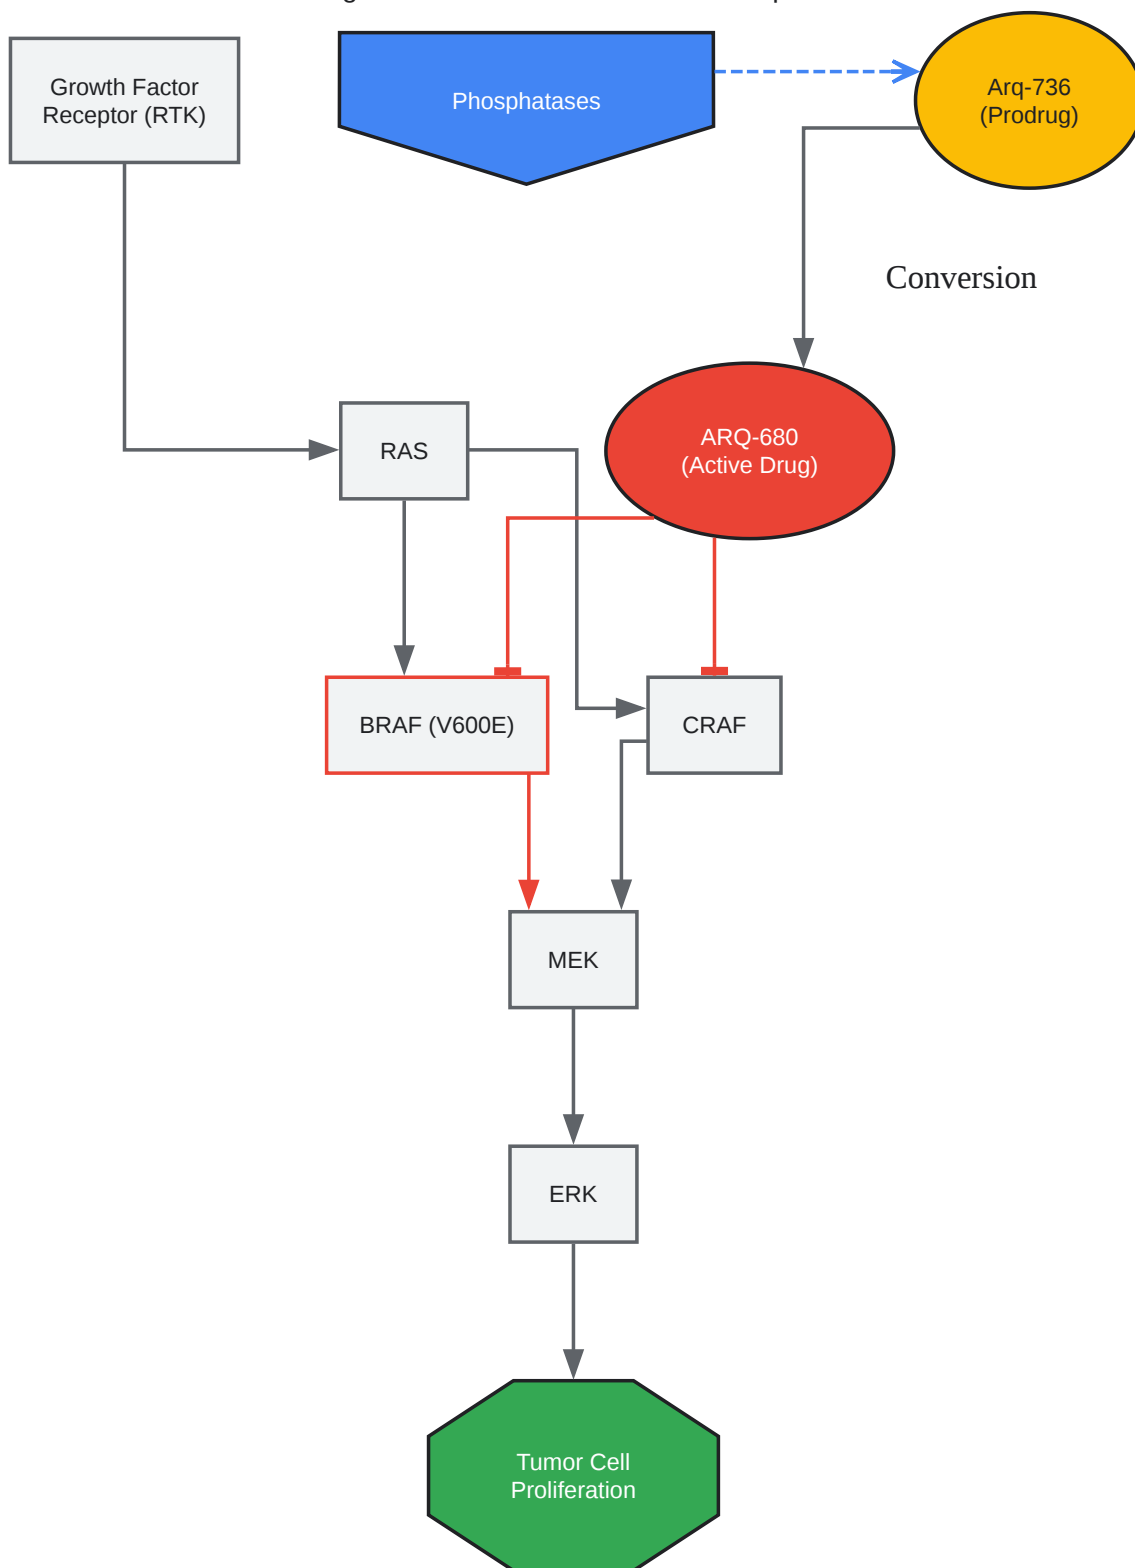 Growth Factor
Receptor (RTK)
Phosphatases
Arq-736
(Prodrug)
Conversion
RAS
ARQ-680
(Active Drug)
BRAF (V600E)
CRAF
MEK
ERK
Tumor Cell
Proliferation